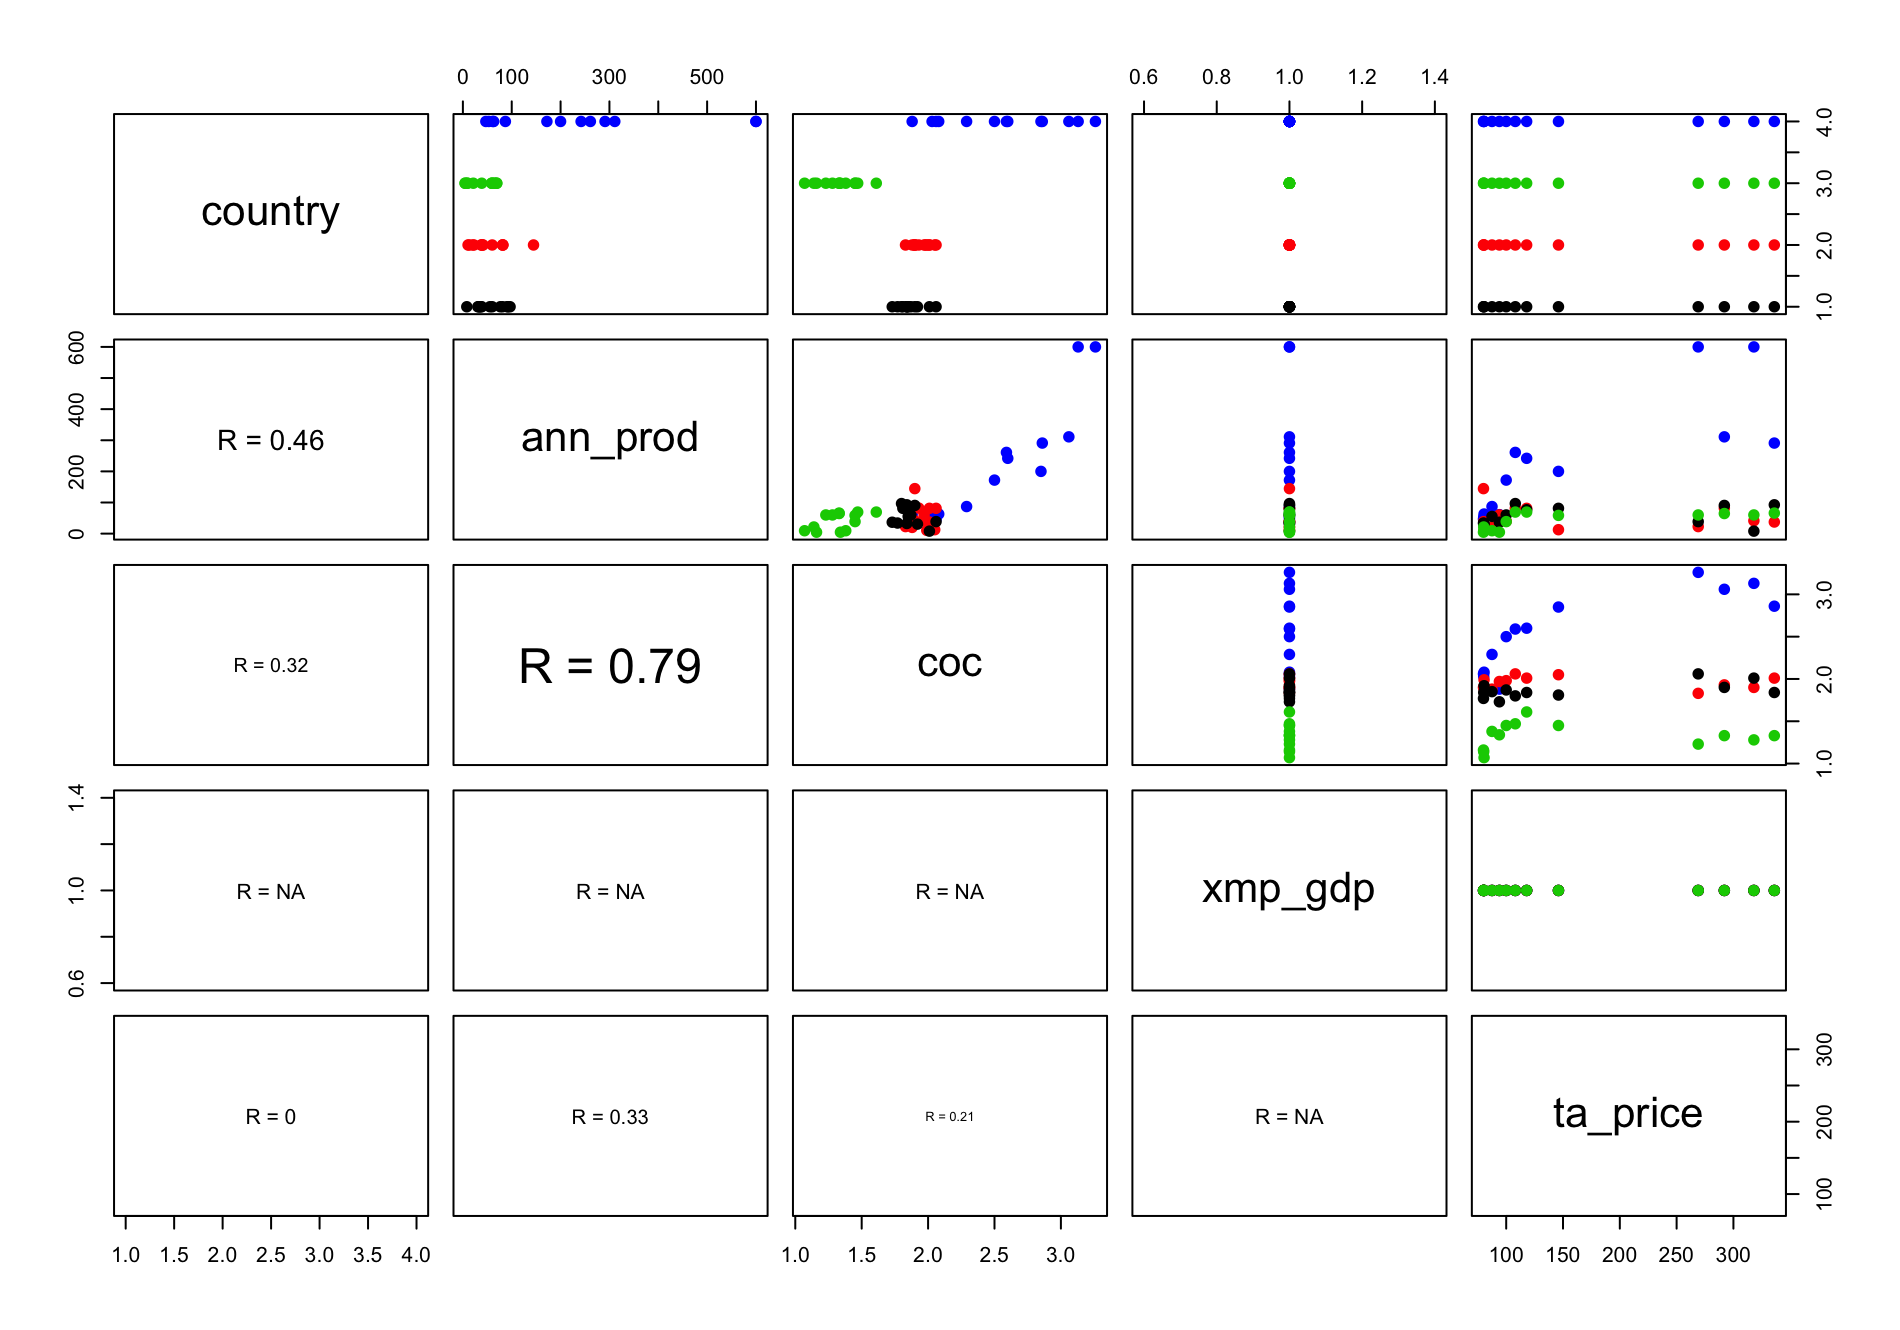 0 100 300 500
0.6 0.8 1.0 1.2 1.4
country
1.0 2.0 3.0 4.0
0 200 400 600
R = 0.46
ann_prod
R = 0.32
R = 0.79
coc
1.0 2.0 3.0
0.6 1.0 1.4
R = NA
R = NA
R = NA
xmp_gdp
R = 0
R = 0.33
R = 0.21
R = NA
ta_price
100 200 300
1.0 1.5 2.0 2.5 3.0 3.5 4.0
1.0 1.5 2.0 2.5 3.0
100 150 200 250 300